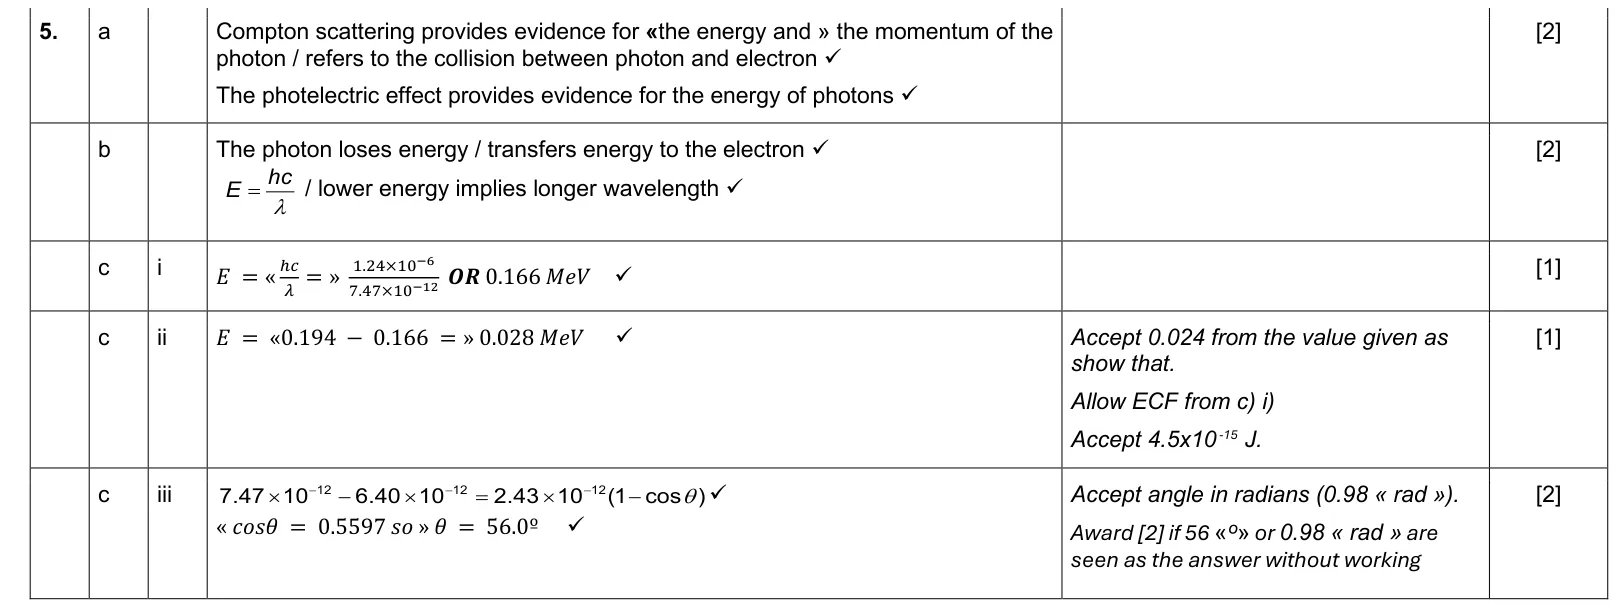 5. a Compton scattering provides evidence for «the energy and » the momentum of the [2]
photon / refers to the collision between photon and electron ✓
The photelectric effect provides evidence for the energy of photons ✓
b The photon loses energy / transfers energy to the electron ✓ [2]
E = hc/λ / lower energy implies longer wavelength ✓
c i E = «hc/λ = » 1.24×10⁻⁶/7.47×10⁻¹² OR 0.166 MeV ✓ [1]
c ii E = «0.194 − 0.166 = » 0.028 MeV ✓ Accept 0.024 from the value given as [1]
show that.
Allow ECF from c) i)
Accept 4.5x10⁻¹⁵ J.
c iii 7.47×10⁻¹² − 6.40×10⁻¹² = 2.43×10⁻¹²(1− cos θ) ✓ Accept angle in radians (0.98 « rad »). [2]
« cosθ = 0.5597 so » θ = 56.0º ✓ Award [2] if 56 «º» or 0.98 « rad » are
seen as the answer without working